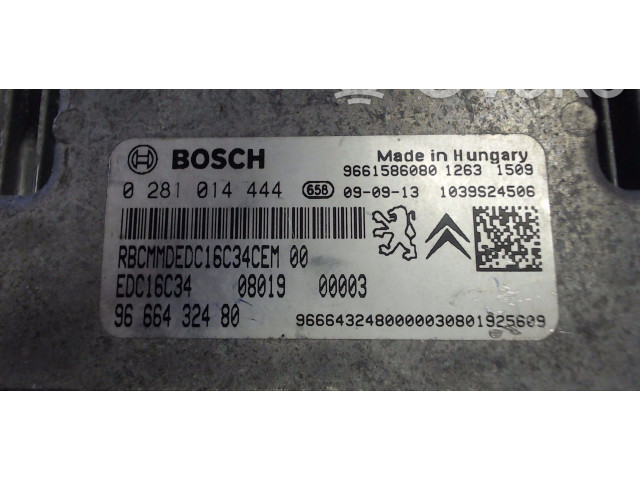 BOSCH Made in Hungary
9661586080 1263 1509
0 281 014 444 658 09-09-13 1039S24506
RBCMMDEDC16C34CEM 00
EDC16C34 08019 00003
96 664 324 80 9666432480000030801925609